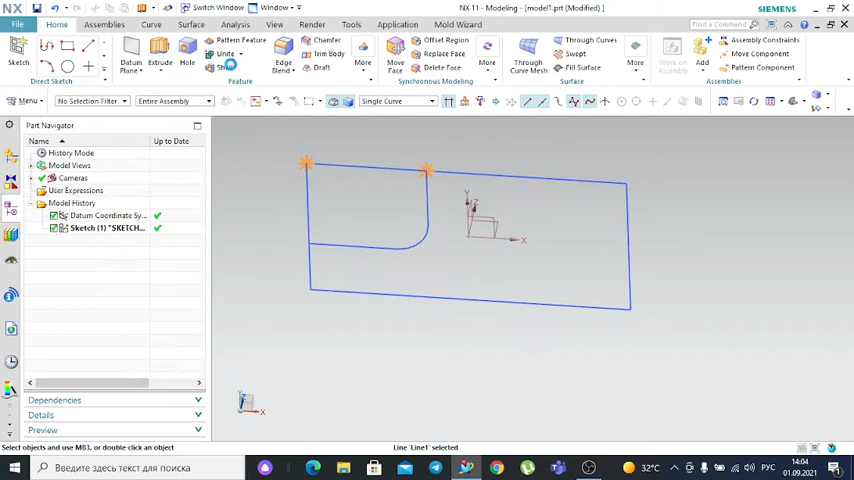 NX
Switch Window
Window
NX 11 - Modeling - [model1.prt (Modified) ]
SIEMENS
File
Home
Assemblies
Curve
Surface
Analysis
View
Render
Tools
Application
Mold Wizard
Find a Command
Sketch
Direct Sketch
Datum
Plane
Extrude
Hole
Pattern Feature
Unite
Edge
Blend
Chamfer
Trim Body
Draft
More
Feature
Move
Face
Offset Region
Replace Face
Delete Face
More
Synchronous Modeling
Through
Curve Mesh
Through Curves
Swept
Fill Surface
More
Surface
Work on
Assembly
Add
Assembly Constraints
Move Component
Pattern Component
Assemblies
Menu
No Selection Filter
Entire Assembly
Single Curve
Part Navigator
Name
Up to Date
History Mode
Model Views
Cameras
User Expressions
Model History
Datum Coordinate Sy...
Sketch (1) "SKETCH...
Dependencies
Details
Preview
Y
Z
X
X
Select objects and use MB3, or double-click an object
Line 'Line1' selected
Введите здесь текст для поиска
32°C
РУС
14:04
01.09.2021